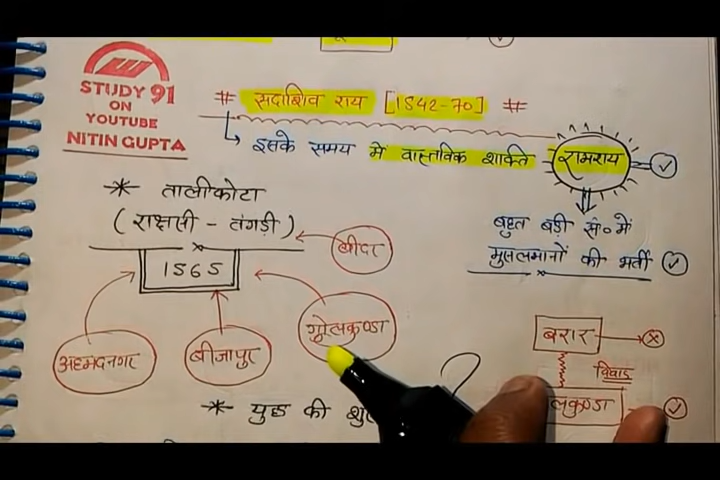 STUDY 91
ON
YOUTUBE
NITIN GUPTA
# सदाशिव राय [1542-70] #
इसके समय में वास्तविक शक्ति रामराय
* तालीकोटा
(राक्षसी - तंगड़ी)
1565
बीदर
बहुत बड़ी सं० में
मुसलमानों की भर्ती
अहमदनगर
बीजापुर
गोलकुण्डा
बरार
विवाद
लकुण्डा
* युद्ध की